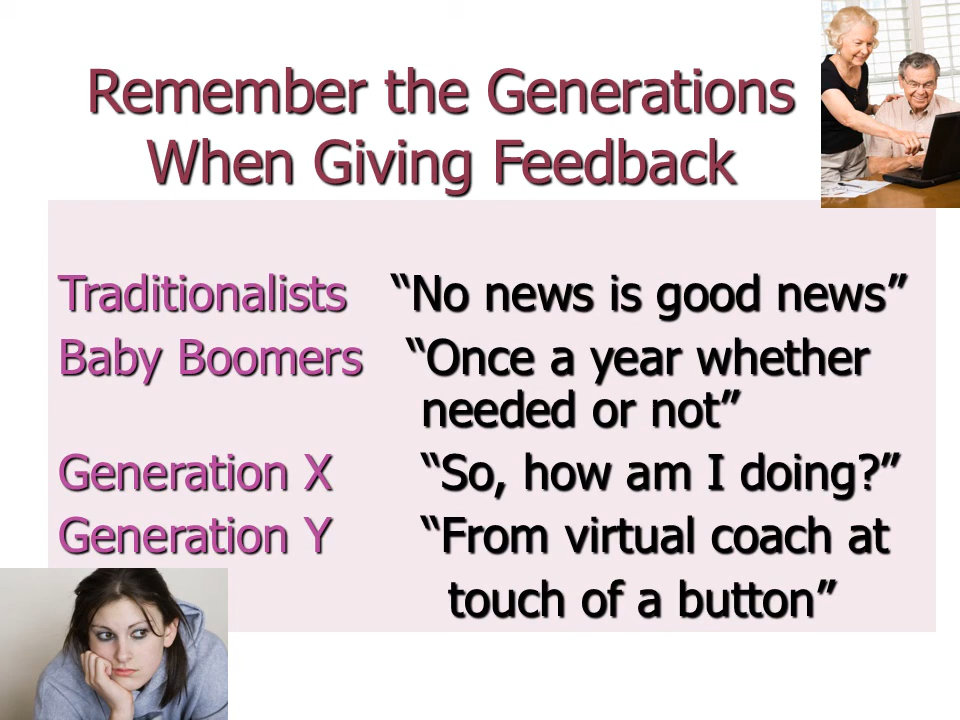 Remember the Generations
When Giving Feedback
Traditionalists “No news is good news”
Baby Boomers “Once a year whether
needed or not”
Generation X “So, how am I doing?”
Generation Y “From virtual coach at
touch of a button”